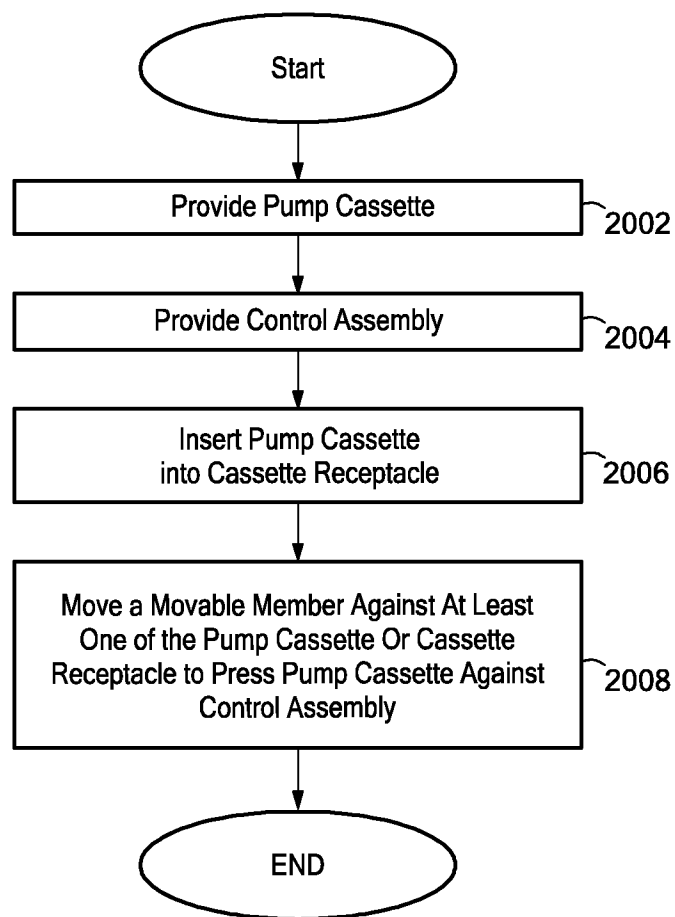 Start
Provide Pump Cassette
2002
Provide Control Assembly
2004
Insert Pump Cassette
into Cassette Receptacle
2006
Move a Movable Member Against At Least
One of the Pump Cassette Or Cassette
Receptacle to Press Pump Cassette Against
Control Assembly
2008
END